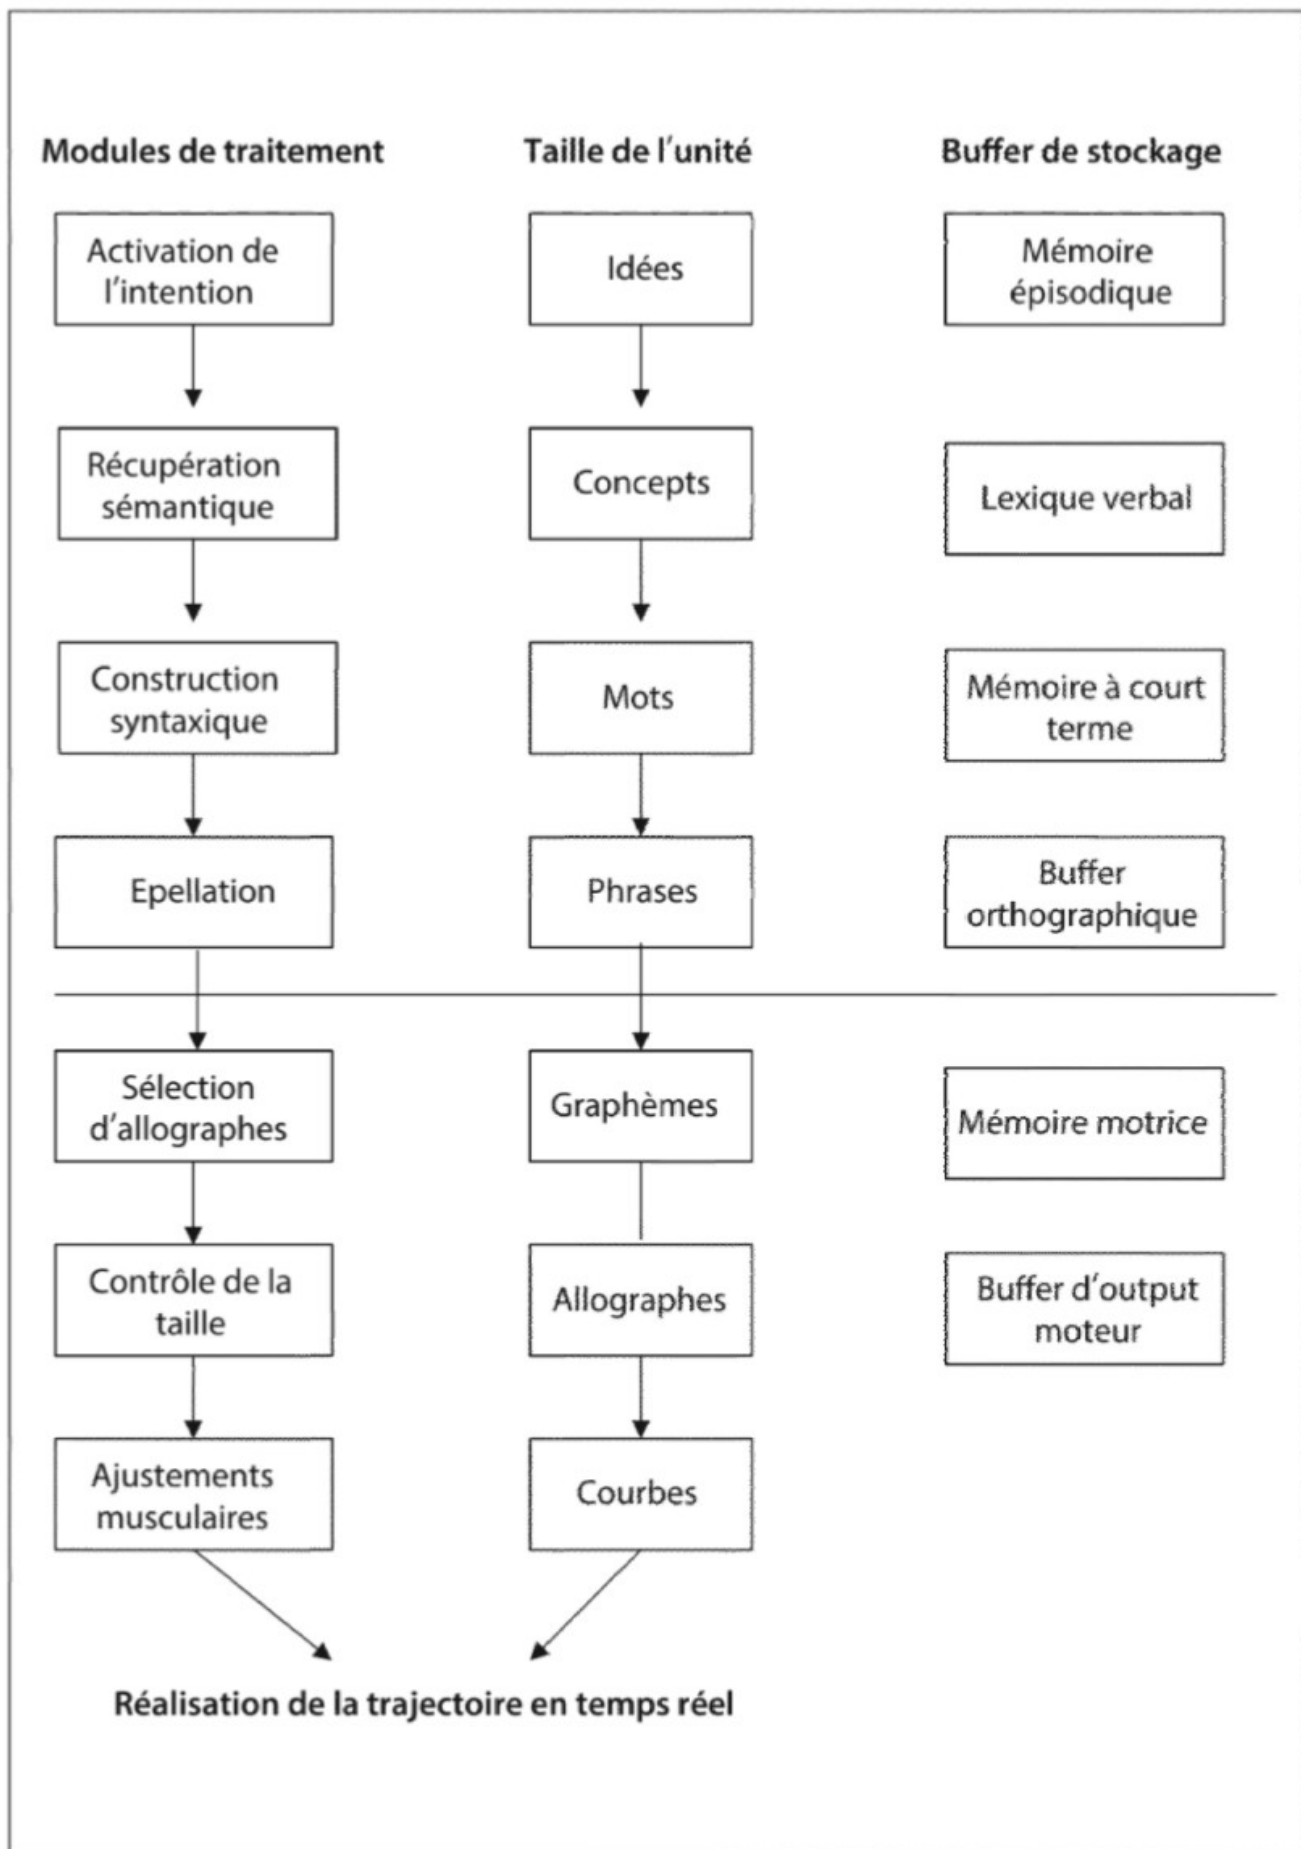 Modules de traitement
Taille de l'unité
Buffer de stockage
Activation de
l'intention
Idées
Mémoire
épisodique
Récupération
sémantique
Concepts
Lexique verbal
Construction
syntaxique
Mots
Mémoire à court
terme
Epellation
Phrases
Buffer
orthographique
Sélection
d'allographes
Graphèmes
Mémoire motrice
Contrôle de la
taille
Allographes
Buffer d'output
moteur
Ajustements
musculaires
Courbes
Réalisation de la trajectoire en temps réel